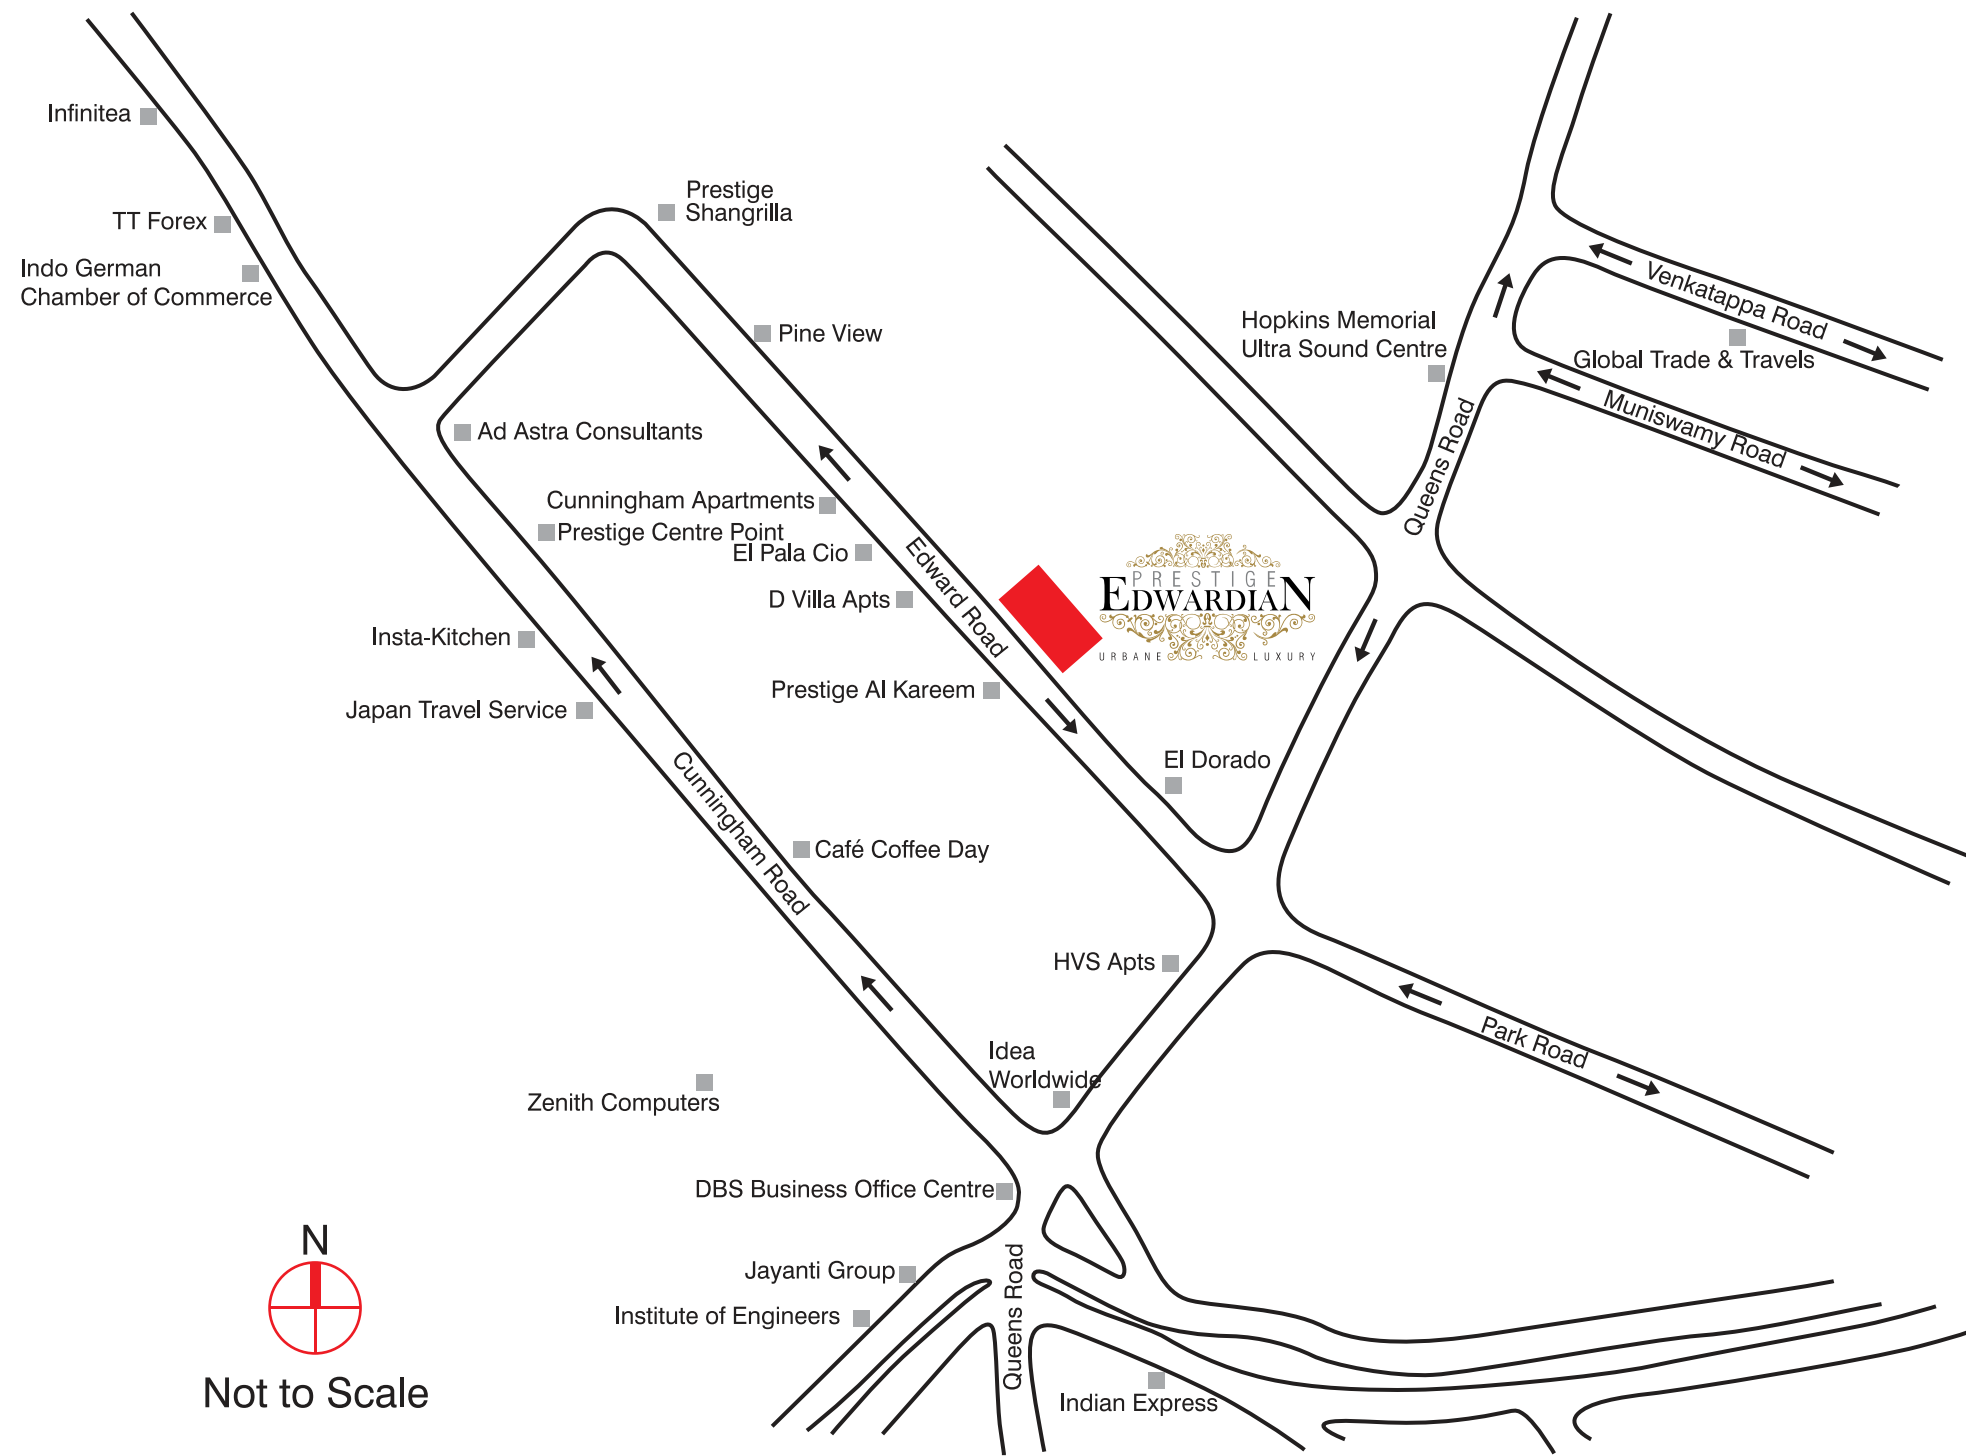 Infinitea
TT Forex
Indo German
Chamber of Commerce
Prestige
Shangrilla
Pine View
Hopkins Memorial
Ultra Sound Centre
Venkatappa Road
Global Trade & Travels
Muniswamy Road
Queens Road
Ad Astra Consultants
Cunningham Apartments
Prestige Centre Point
El Pala Cio
D Villa Apts
Edward Road
PRESTIGE
EDWARDIAN
URBANE LUXURY
Insta-Kitchen
Japan Travel Service
Prestige Al Kareem
El Dorado
Cunningham Road
Café Coffee Day
HVS Apts
Park Road
Idea
Worldwide
Zenith Computers
DBS Business Office Centre
Jayanti Group
Institute of Engineers
Queens Road
Indian Express
N
Not to Scale